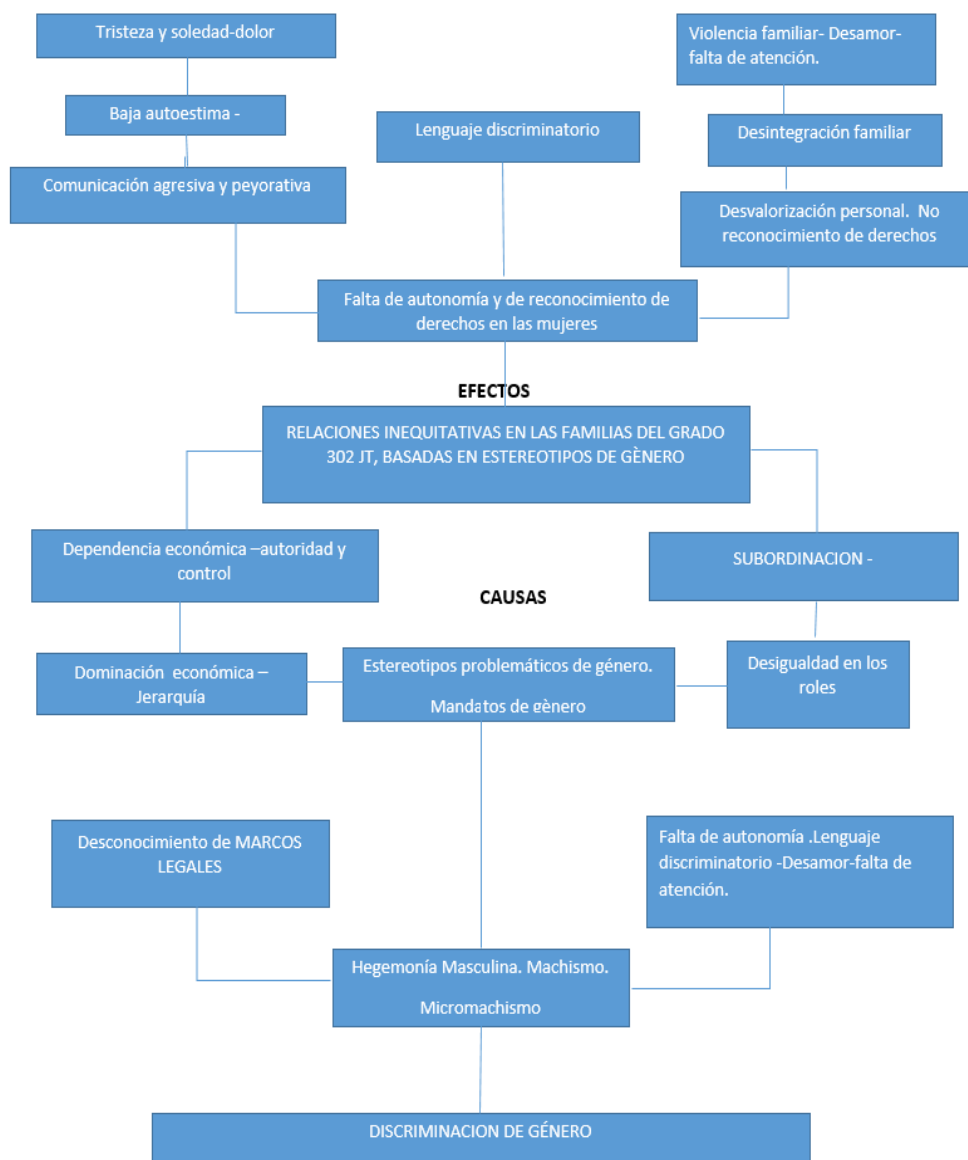 Tristeza y soledad-dolor
Violencia familiar- Desamor-
falta de atención.
Baja autoestima -
Lenguaje discriminatorio
Desintegración familiar
Comunicación agresiva y peyorativa
Desvalorización personal.  No
reconocimiento de derechos
Falta de autonomía y de reconocimiento de
derechos en las mujeres
EFECTOS
RELACIONES INEQUITATIVAS EN LAS FAMILIAS DEL GRADO
302 JT, BASADAS EN ESTEREOTIPOS DE GÈNERO
Dependencia económica –autoridad y
control
SUBORDINACION -
CAUSAS
Dominación  económica –
Jerarquía
Estereotipos problemáticos de género.
Mandatos de gènero
Desigualdad en los
roles
Desconocimiento de MARCOS
LEGALES
Falta de autonomía .Lenguaje
discriminatorio -Desamor-falta de
atención.
Hegemonía Masculina. Machismo.
Micromachismo
DISCRIMINACION DE GÉNERO